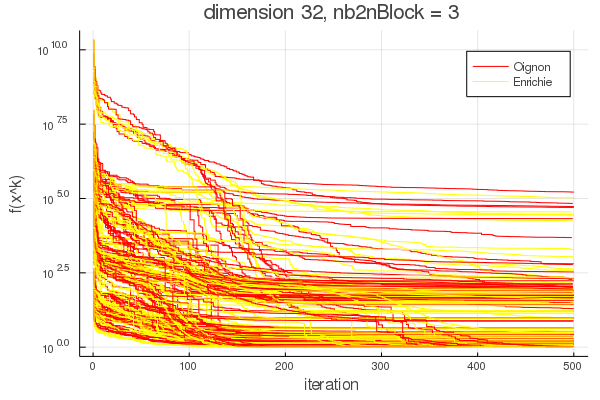 dimension 32, nb2nBlock = 3
Oignon
Enrichie
f(x^k)
10^10.0
10^7.5
10^5.0
10^2.5
10^0.0
0 100 200 300 400 500
iteration